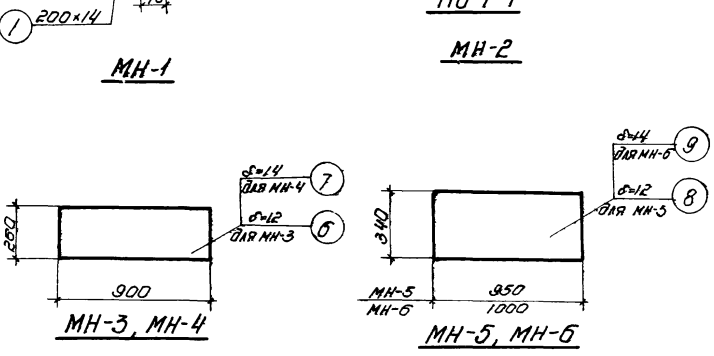 1 200×14
МН-1
МН-2
δ=14
для МН-4
7
δ=12
для МН-3
6
900
МН-3, МН-4
δ=14
для МН-6
9
δ=12
для МН-5
8
340
МН-5
МН-6
950
1000
МН-5, МН-6